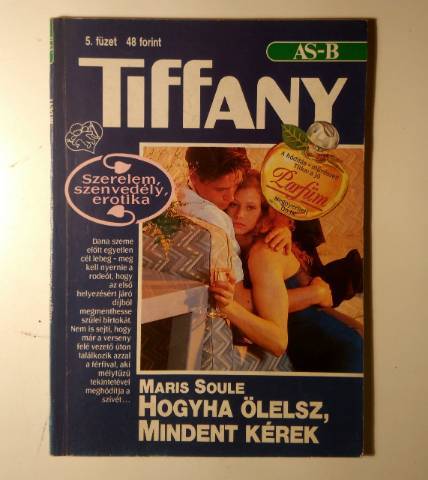 5. füzet 48 forint
AS-B
TIFFANY
Szerelem,
szenvedély,
erotika
Parfüm
Dana szeme
előtt egyetlen
cél lebeg – meg
kell nyernie a
rodeót, hogy
az első
helyezésért járó
díjból
megmenthesse
szülei birtokát.
Nem is sejti, hogy
már a verseny
felé vezető úton
találkozik azzal
a férfival, aki
mélytüzű
tekintetével
meghódítja a
szívét...
MARIS SOULE
HOGYHA ÖLELSZ,
MINDENT KÉREK